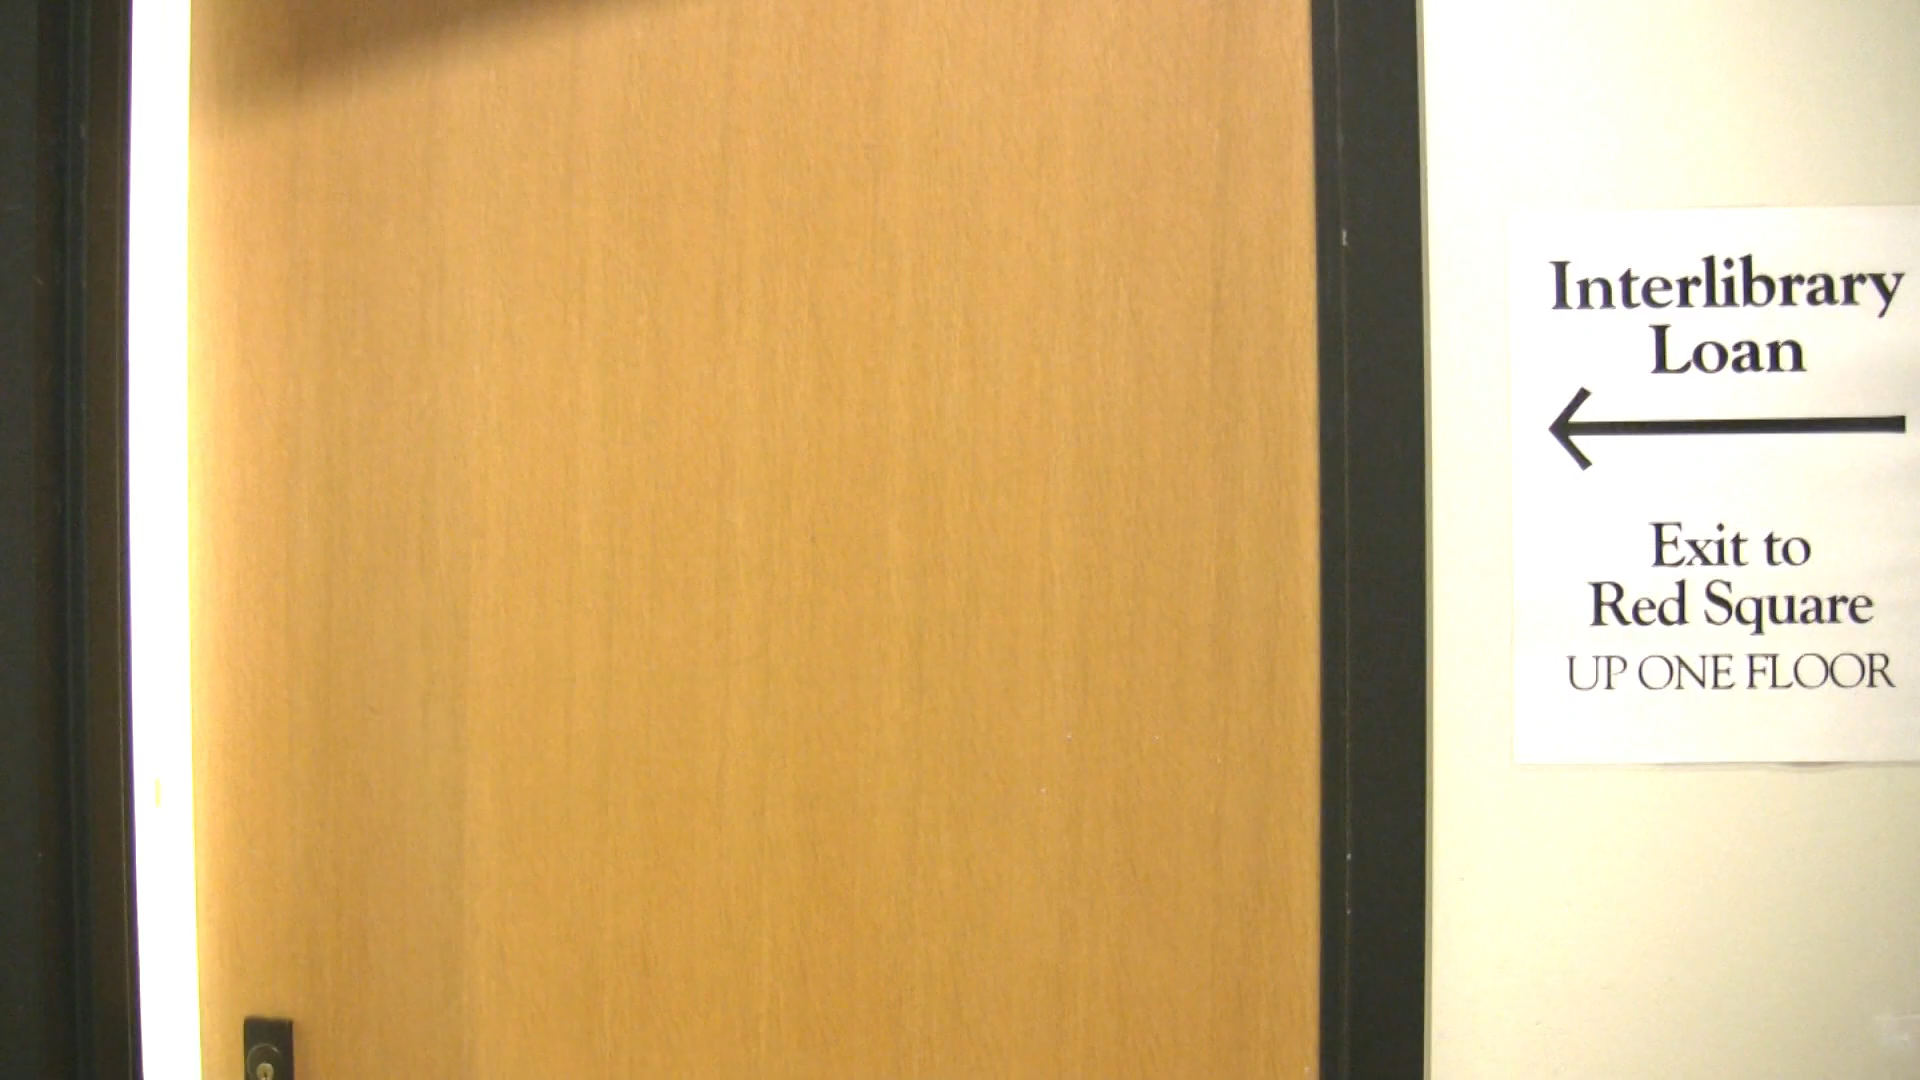 Interlibrary
Loan
Exit to
Red Square
UP ONE FLOOR